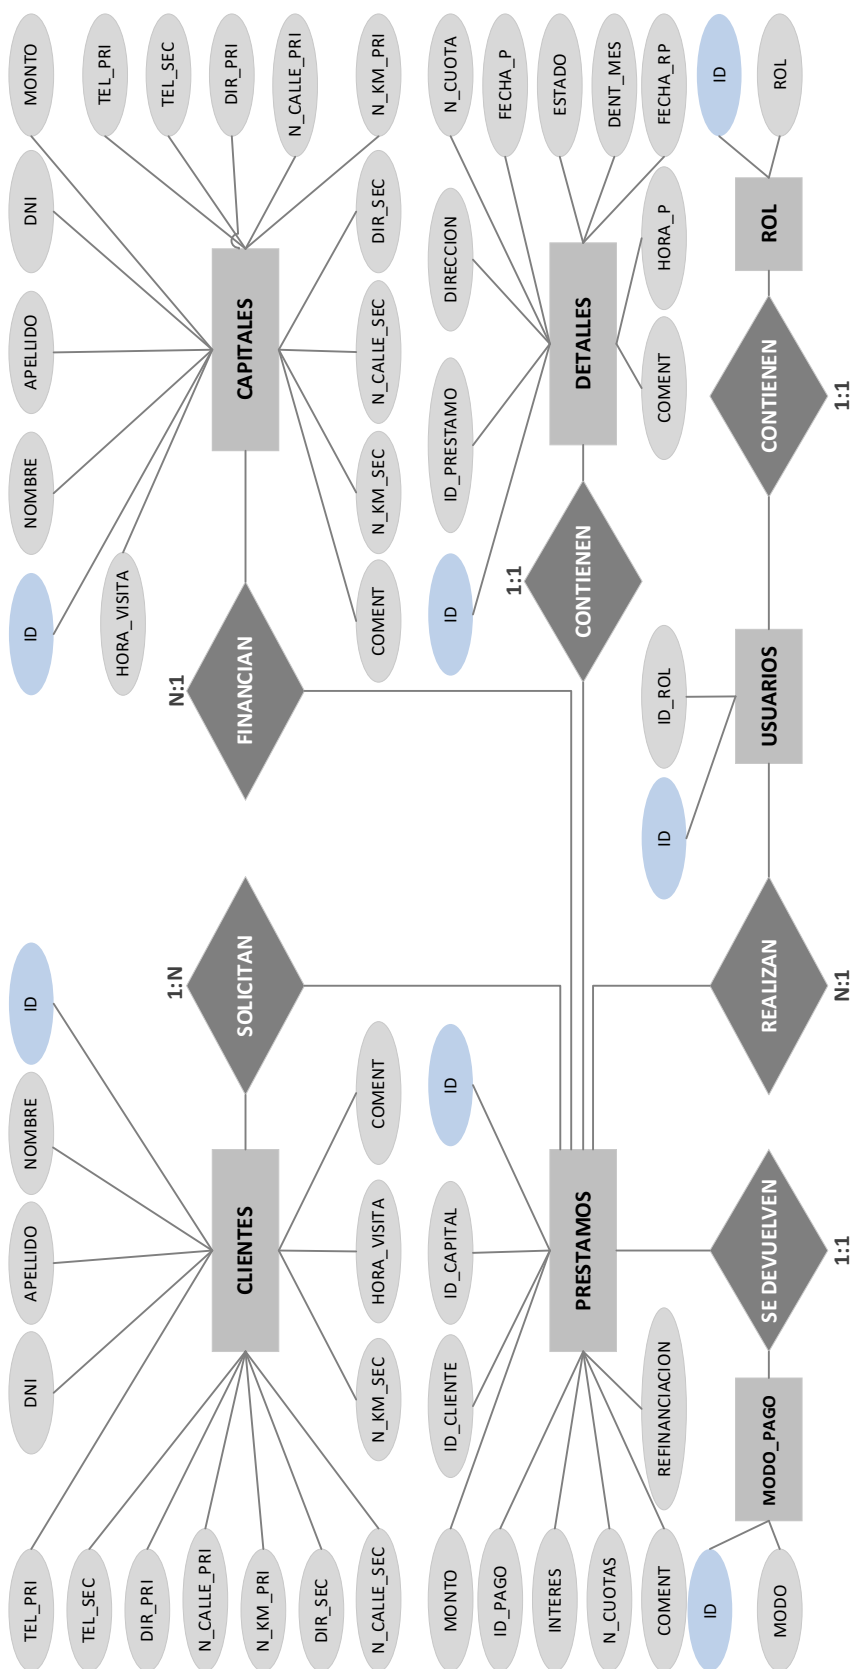 TEL_PRI
DNI
APELLIDO
NOMBRE
ID
TEL_SEC
DIR_PRI
N_CALLE_PRI
N_KM_PRI
DIR_SEC
N_CALLE_SEC
CLIENTES
N_KM_SEC
HORA_VISITA
COMENT
1:N
SOLICITAN
N:1
FINANCIAN
ID
NOMBRE
APELLIDO
DNI
MONTO
HORA_VISITA
TEL_PRI
TEL_SEC
DIR_PRI
N_CALLE_PRI
N_KM_PRI
CAPITALES
COMENT
N_KM_SEC
N_CALLE_SEC
DIR_SEC
MONTO
ID_CLIENTE
ID_CAPITAL
ID
ID_PAGO
INTERES
N_CUOTAS
COMENT
PRESTAMOS
REFINANCIACION
ID
ID_PRESTAMO
DIRECCION
N_CUOTA
FECHA_P
ESTADO
DENT_MES
FECHA_RP
1:1
CONTIENEN
DETALLES
COMENT
HORA_P
ID
MODO
MODO_PAGO
SE DEVUELVEN
1:1
REALIZAN
N:1
ID
ID_ROL
USUARIOS
CONTIENEN
1:1
ROL
ID
ROL